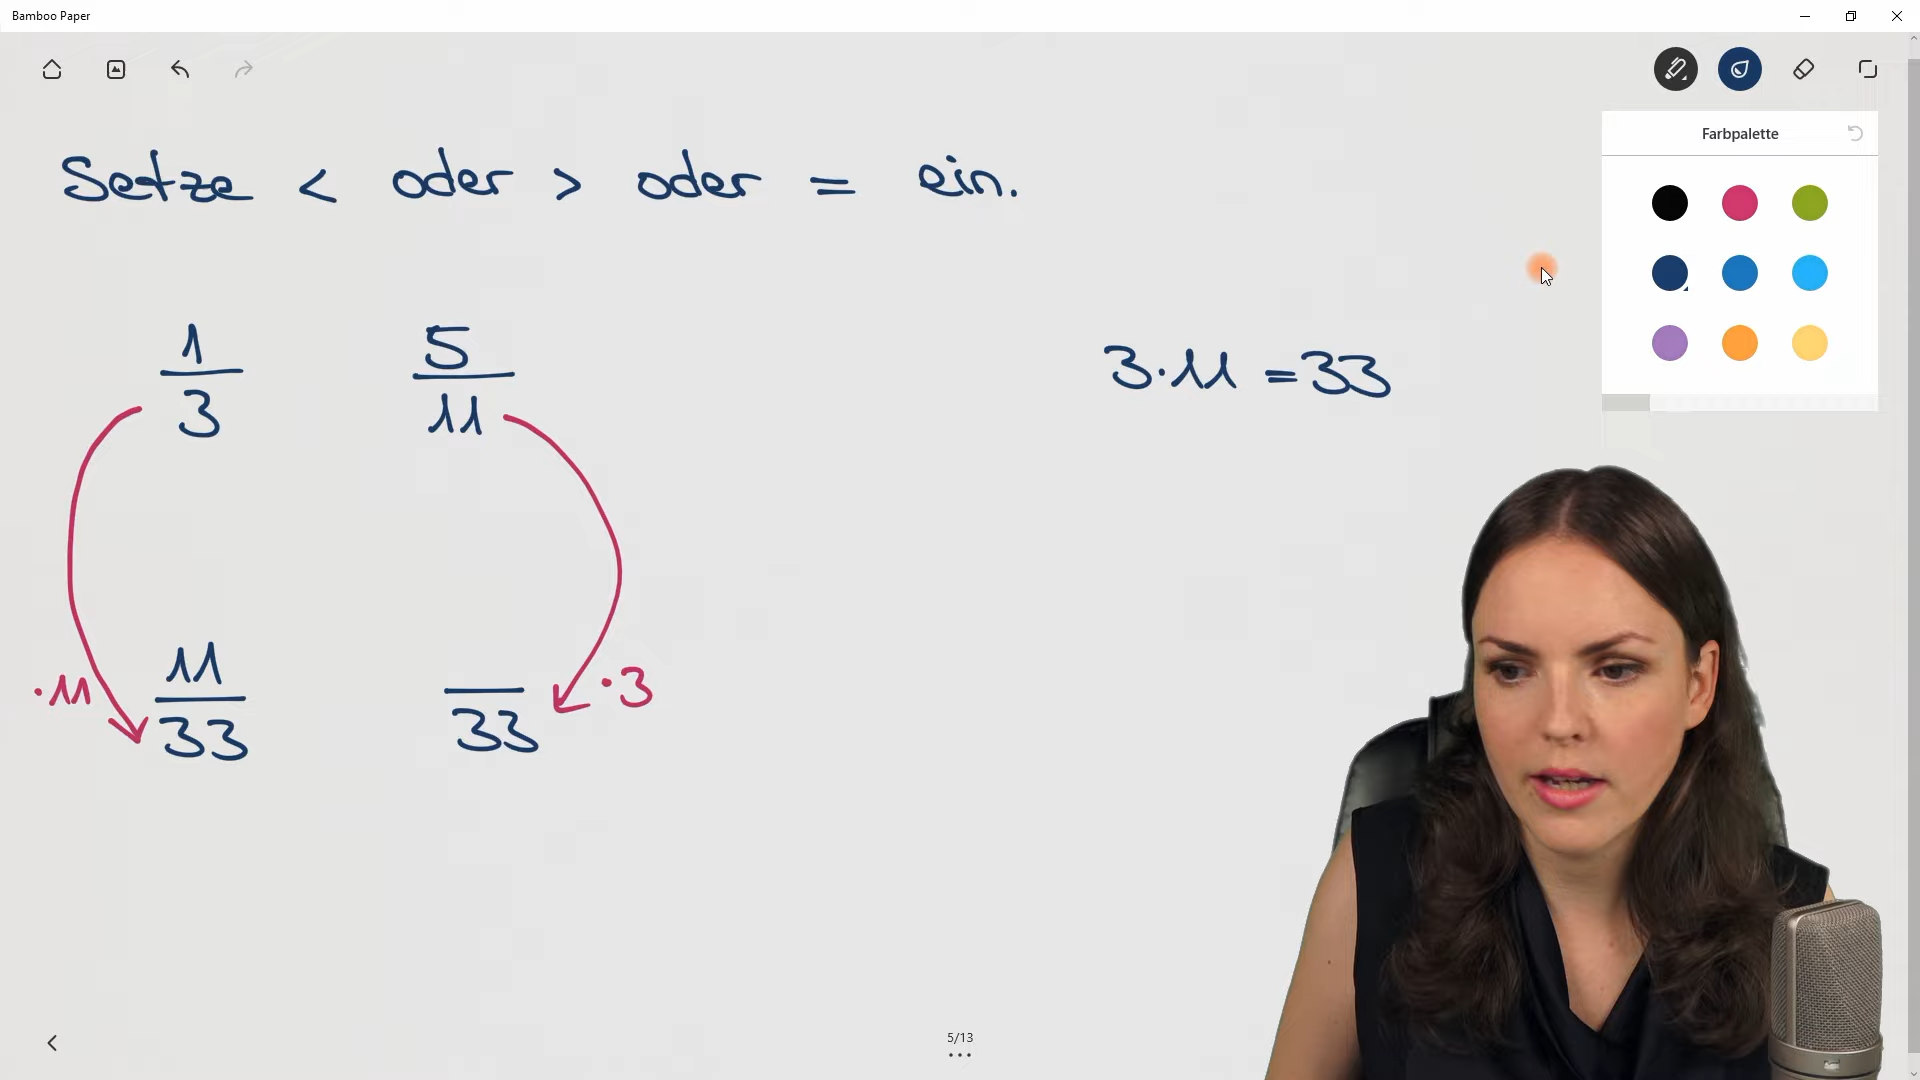 Bamboo Paper
Farbpalette
Setze < oder > oder = ein.
1
3
5
11
3·11 = 33
·11
11
33
33
·3
5/13